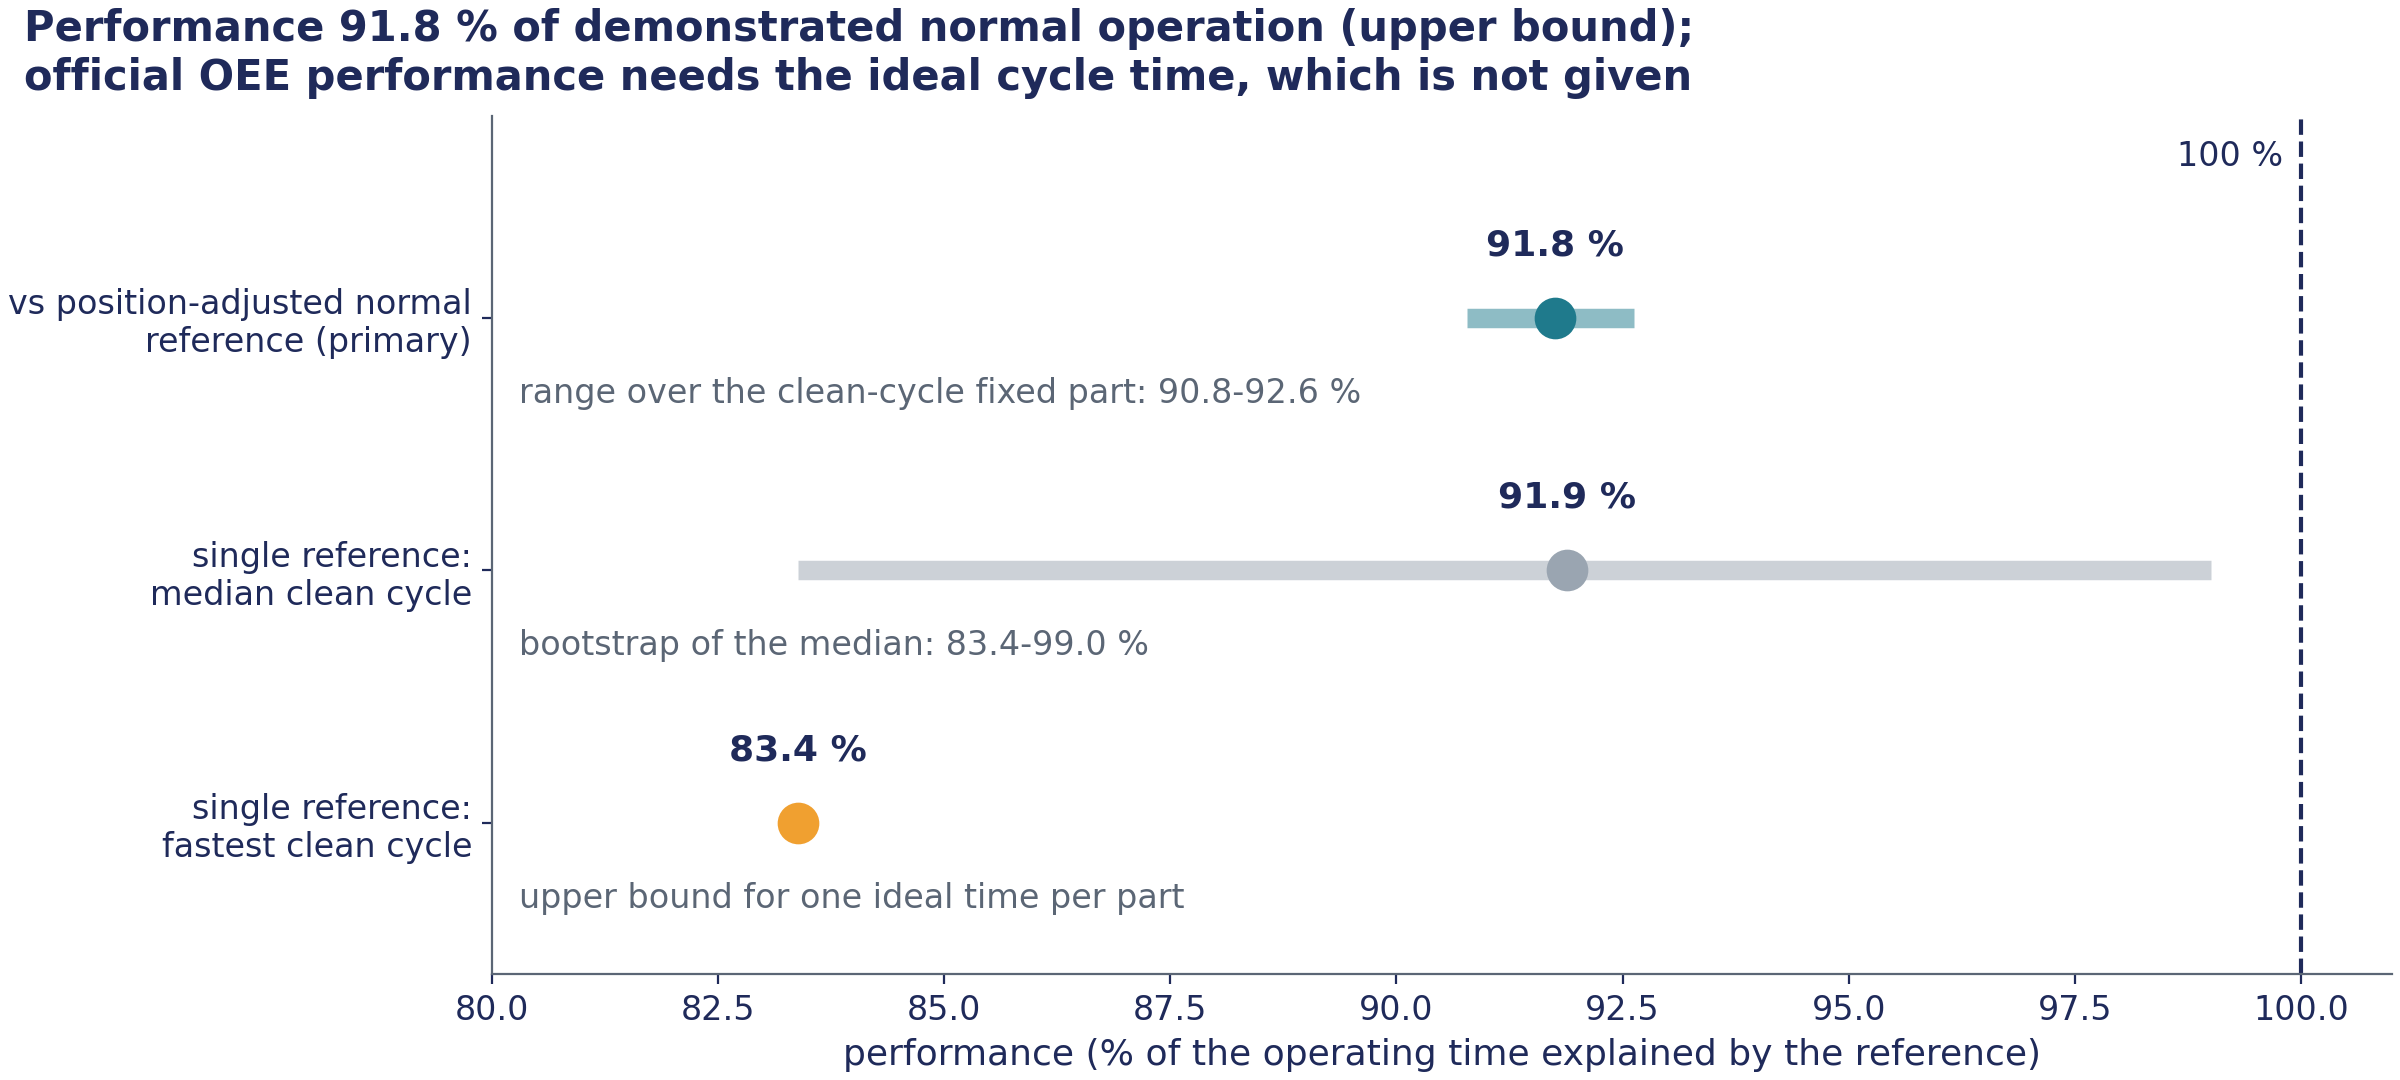 Performance 91.8 % of demonstrated normal operation (upper bound);
official OEE performance needs the ideal cycle time, which is not given
100 %
91.8 %
vs position-adjusted normal
reference (primary)
range over the clean-cycle fixed part: 90.8-92.6 %
91.9 %
single reference:
median clean cycle
bootstrap of the median: 83.4-99.0 %
83.4 %
single reference:
fastest clean cycle
upper bound for one ideal time per part
80.0 82.5 85.0 87.5 90.0 92.5 95.0 97.5 100.0
performance (% of the operating time explained by the reference)